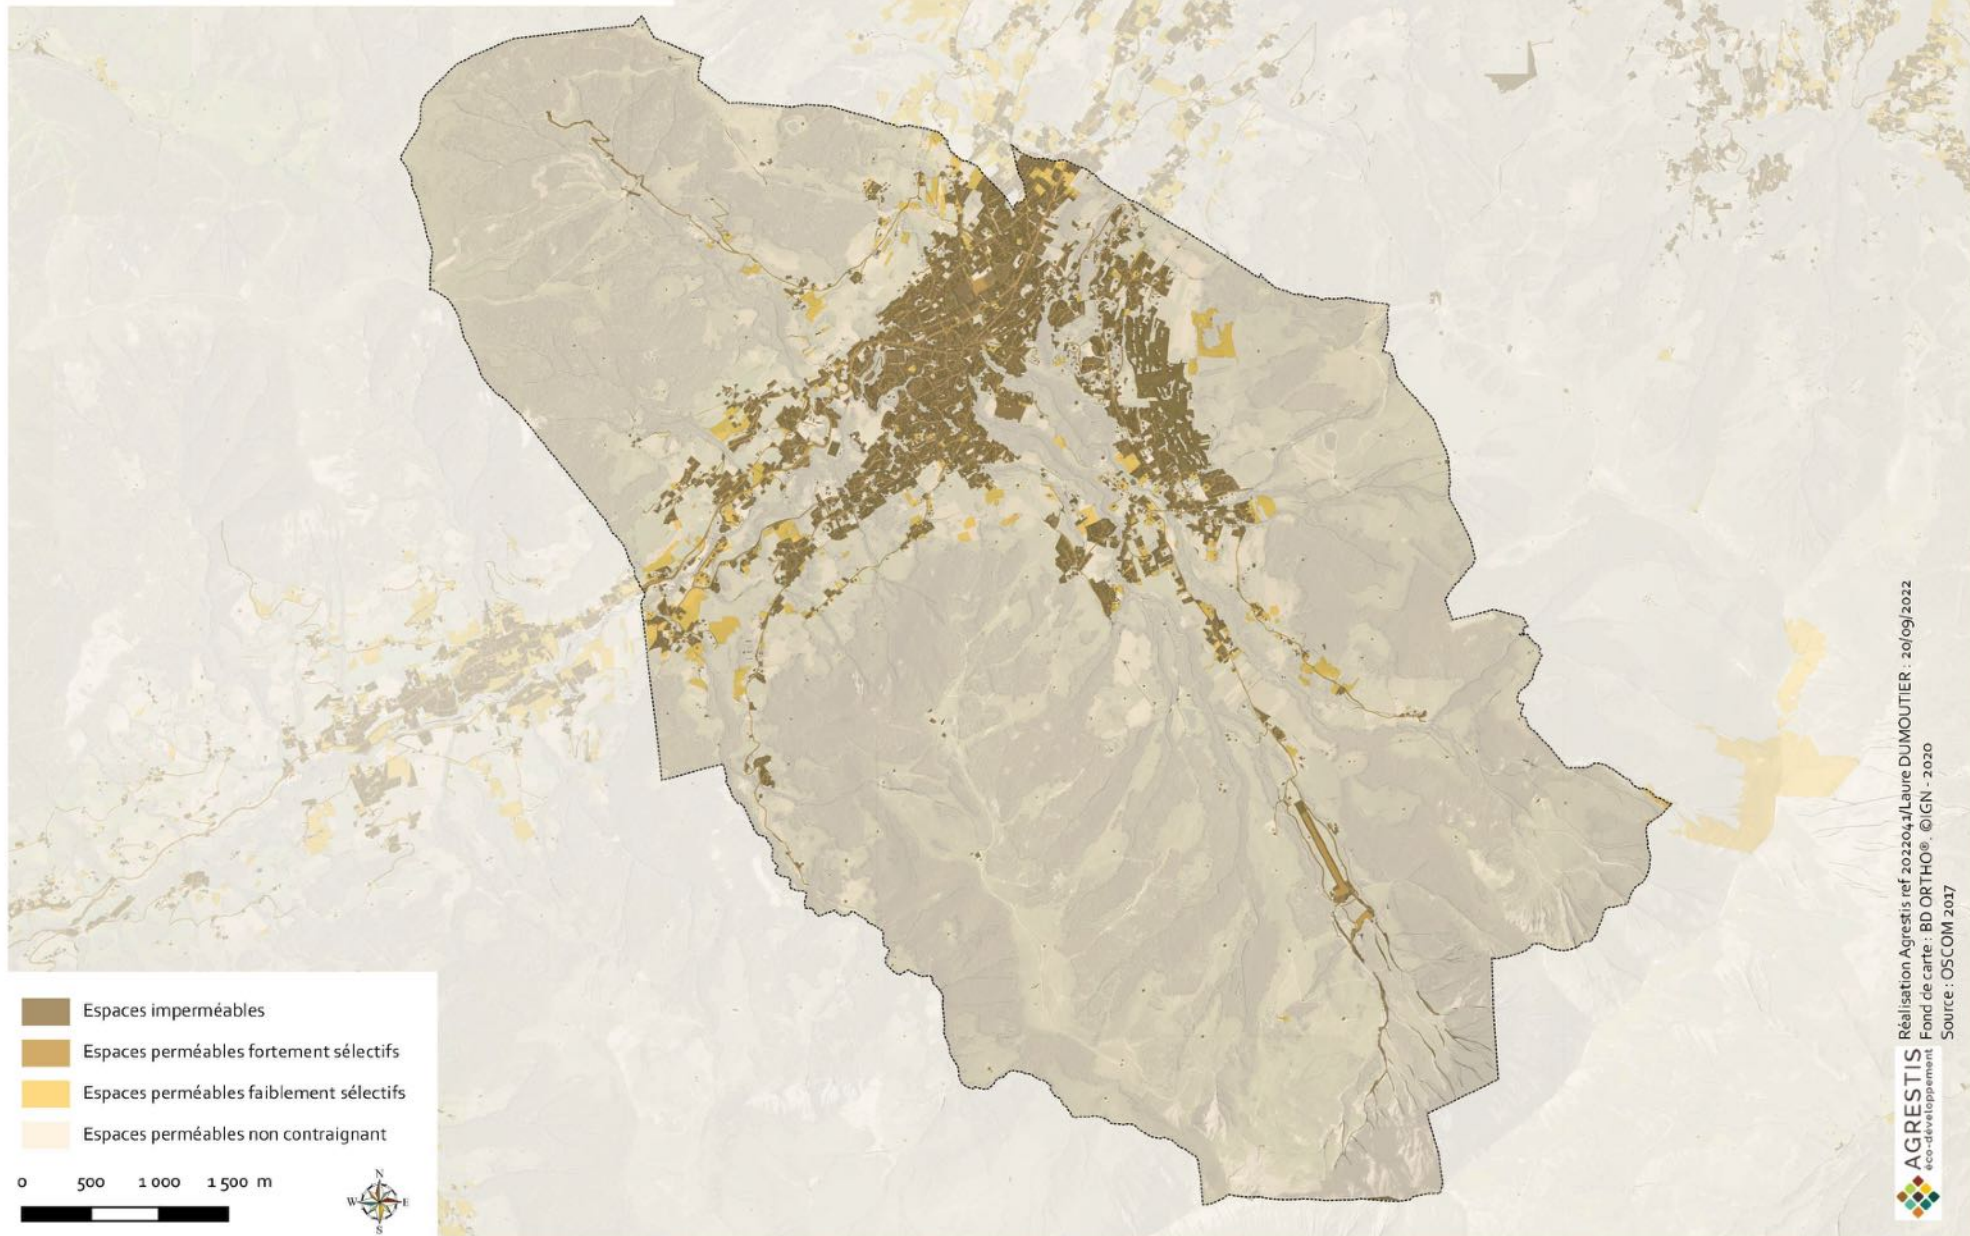 Espaces imperméables
Espaces perméables fortement sélectifs
Espaces perméables faiblement sélectifs
Espaces perméables non contraignant
0 500 1 000 1 500 m
N
W E
S
Réalisation Agrestis ref 2022041/Laure DUMOUTIER : 20/09/2022
Fond de carte : BD ORTHO® ©IGN - 2020
Source : OSCOM 2017
AGRESTIS
éco-développement